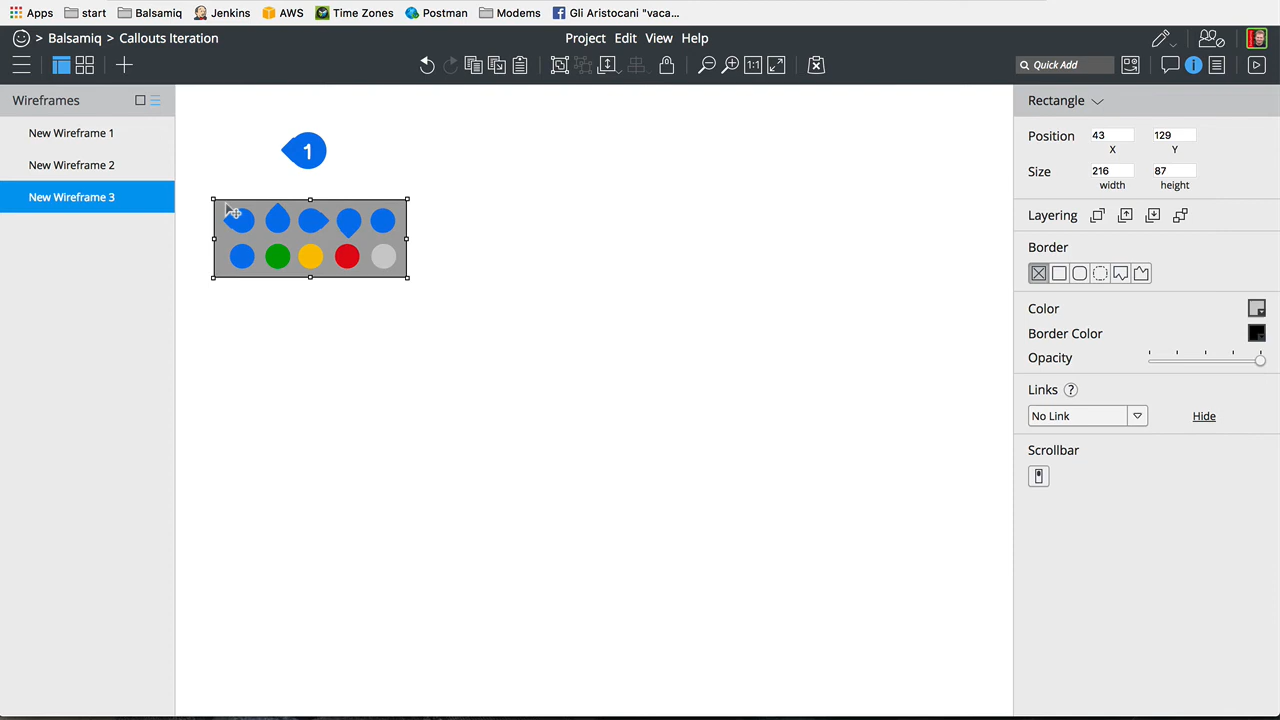 Apps start Balsamiq Jenkins AWS Time Zones Postman Modems Gli Aristocani "vaca...
Balsamiq > Callouts Iteration Project Edit View Help
1:1 Quick Add i
Wireframes
New Wireframe 1
New Wireframe 2
New Wireframe 3
1
Rectangle
Position 43 129
X Y
Size 216 87
width height
Layering
Border
Color
Border Color
Opacity
Links ?
No Link Hide
Scrollbar